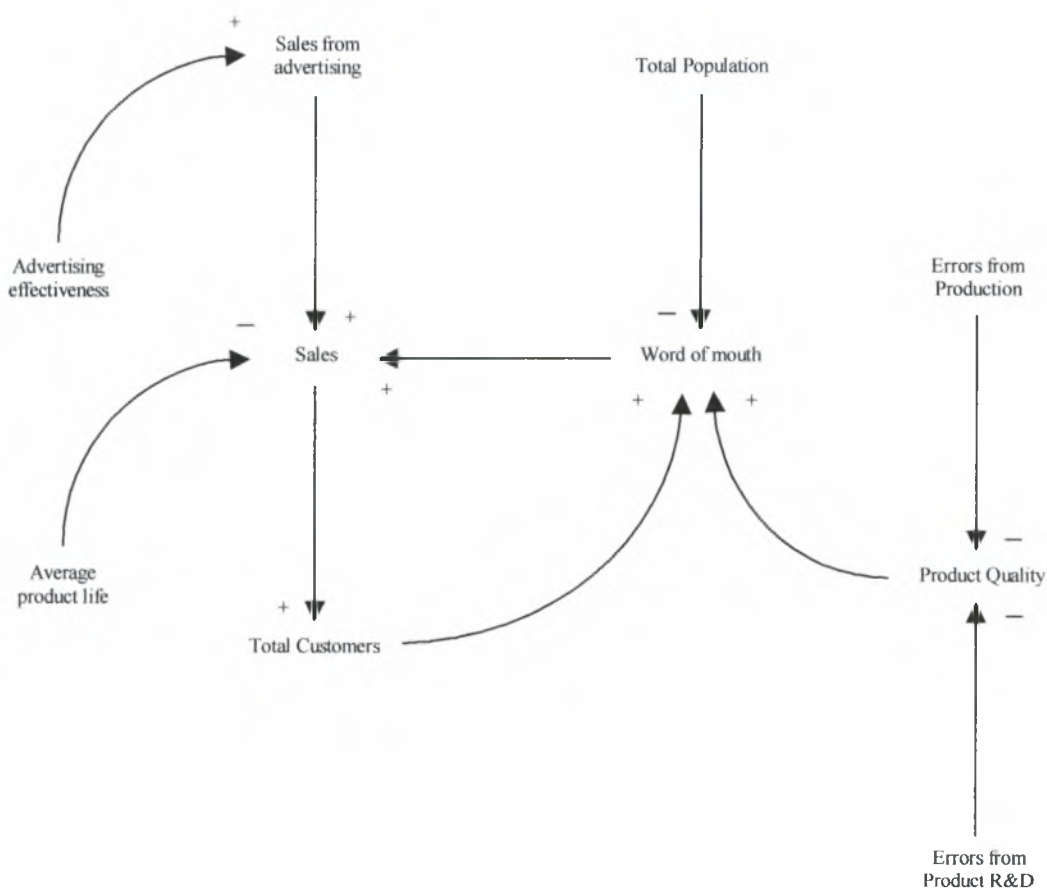 +
Sales from
advertising
Total Population
Advertising
effectiveness
Errors from
Production
— + —
Sales
Word of mouth
+ + +
Average
product life
—
Product Quality
—
+
Total Customers
Errors from
Product R&D